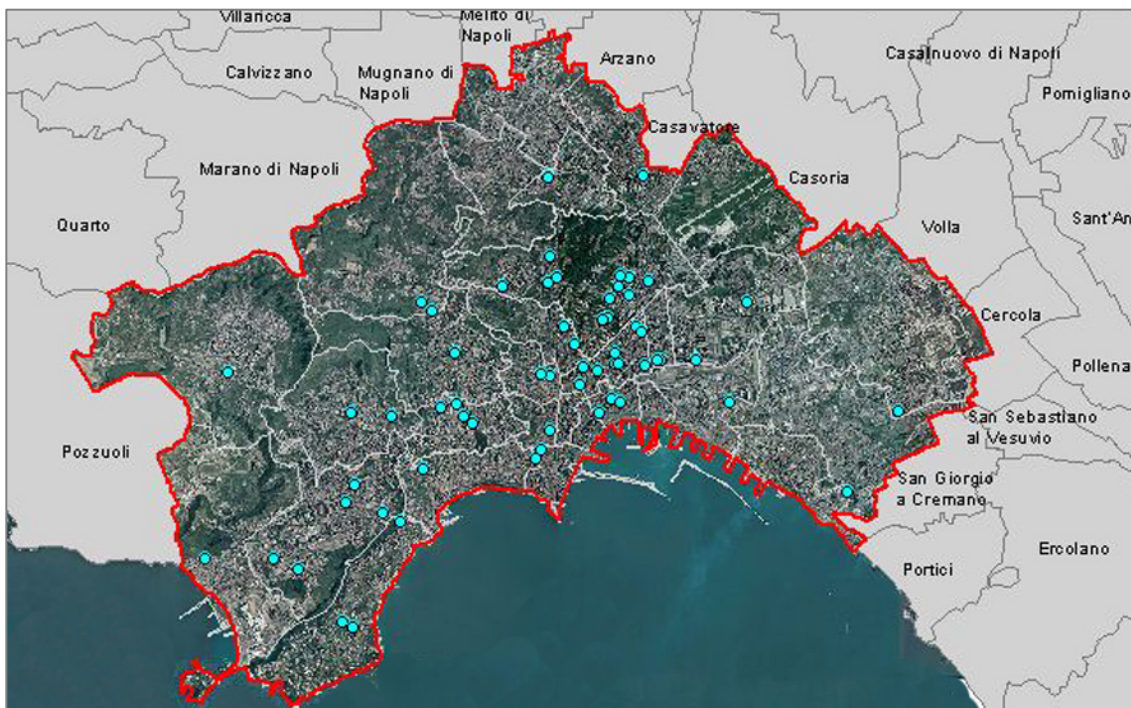 Villaricca
Melito di
Napoli
Calvizzano
Mugnano di
Napoli
Arzano
Casalnuovo di Napoli
Pomigliano
Casavatore
Marano di Napoli
Casoria
Quarto
Volla
Sant'An
Cercola
Pollena
San Sebastiano
al Vesuvio
Pozzuoli
San Giorgio
a Cremano
Ercolano
Portici